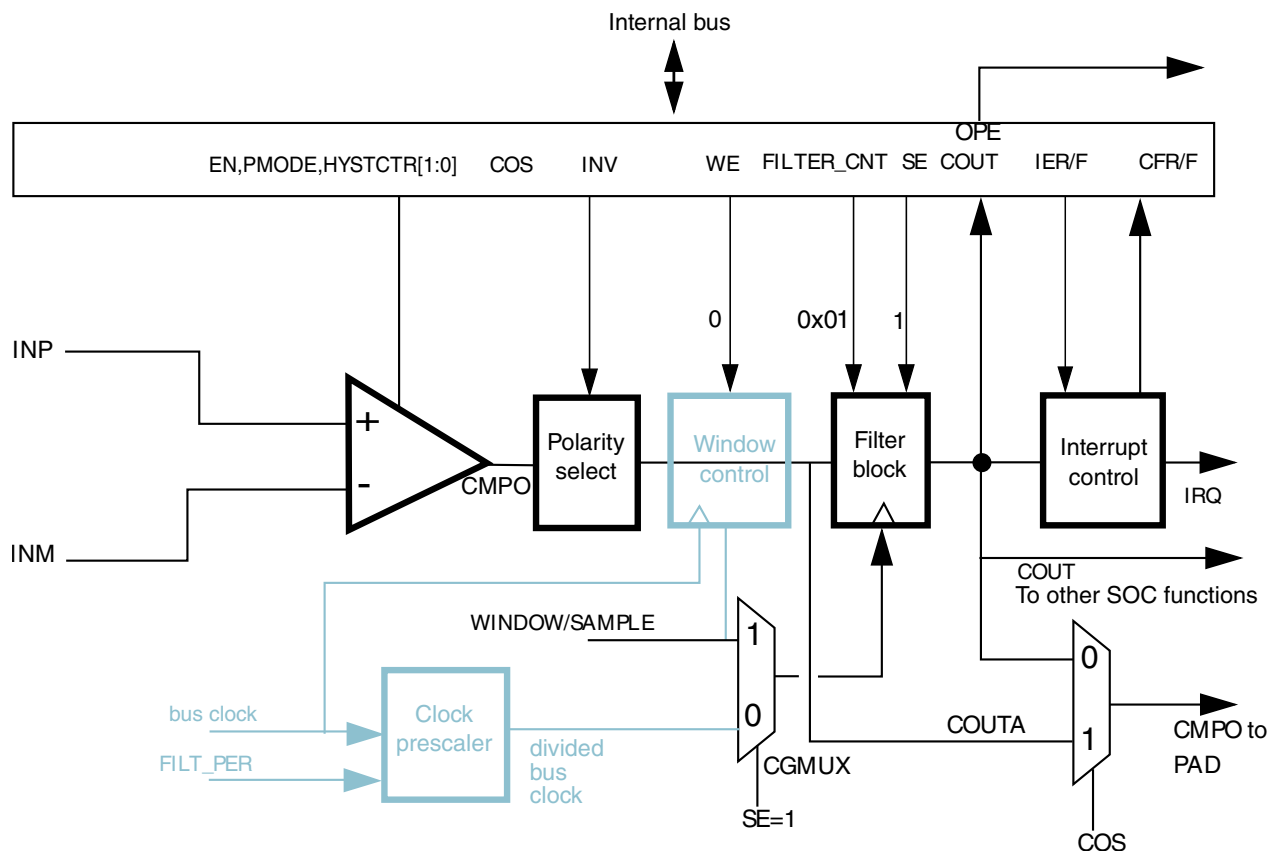 Internal bus
OPE
EN,PMODE,HYSTCTR[1:0] COS INV WE FILTER_CNT SE COUT IER/F CFR/F
0 0x01 1
INP
+
-
INM
CMPO
Polarity
select
Window
control
Filter
block
Interrupt
control
IRQ
COUT
To other SOC functions
WINDOW/SAMPLE
1
0
CGMUX
SE=1
bus clock
FILT_PER
Clock
prescaler
divided
bus
clock
COUTA
0
1
CMPO to
PAD
COS